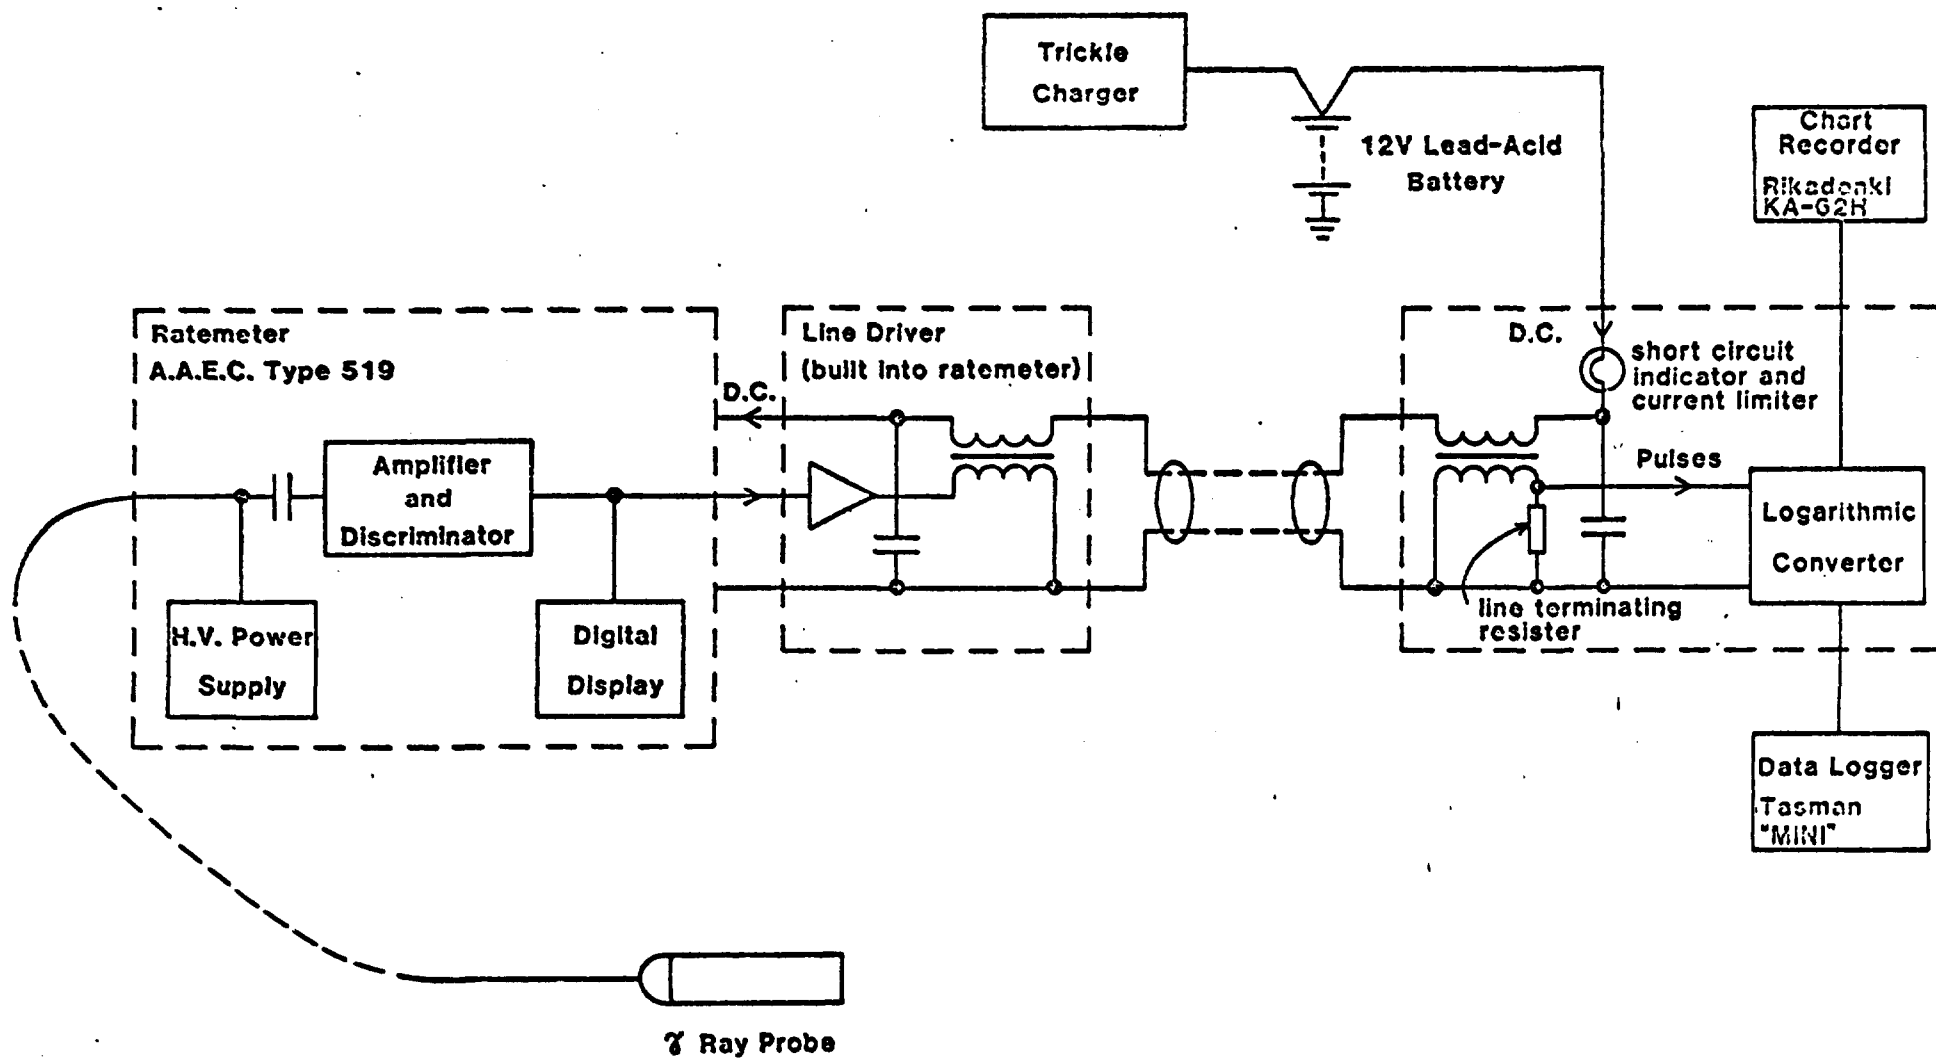 Trickle
Charger
12V Lead-Acid
Battery
Chart
Recorder
Rikadenki
KA-62H
Ratemeter
A.A.E.C. Type 519
D.C.
Line Driver
(built into ratemeter)
D.C.
short circuit
indicator and
current limiter
Amplifier
and
Discriminator
Pulses
Logarithmic
Converter
H.V. Power
Supply
Digital
Display
line terminating
resister
Data Logger
Tasman
"MINI"
γ Ray Probe